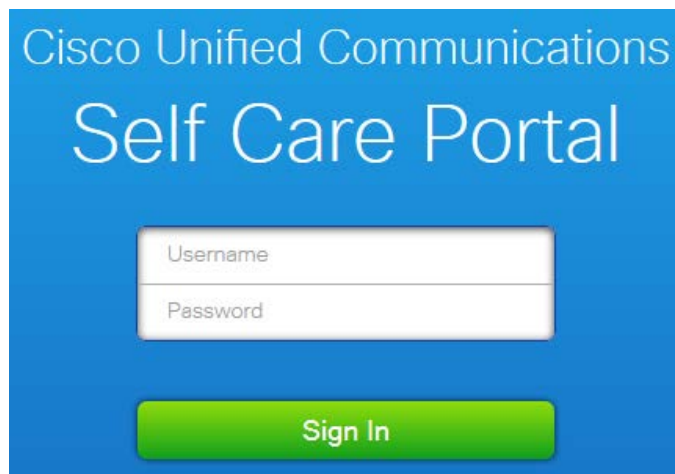 Cisco Unified Communications
Self Care Portal
Username
Password
Sign In